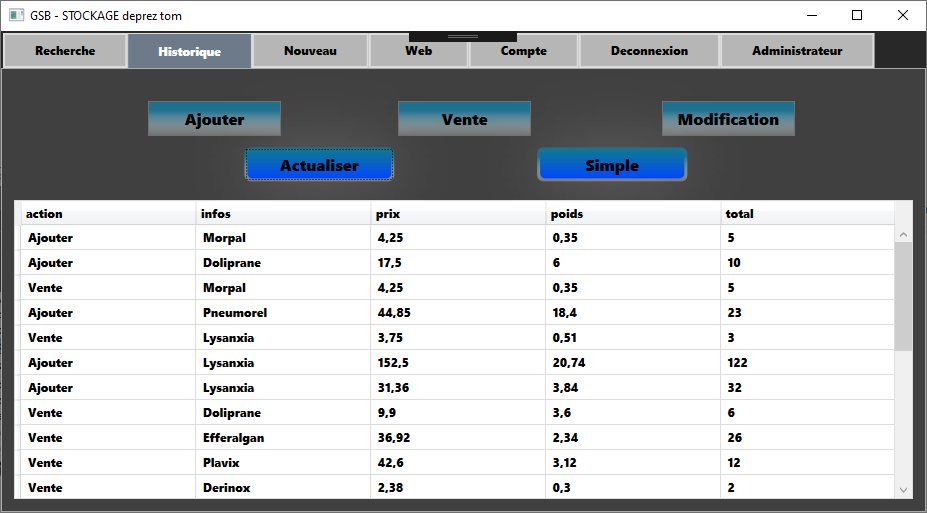 GSB - STOCKAGE deprez tom
Recherche Historique Nouveau Web Compte Deconnexion Administrateur
Ajouter Vente Modification
Actualiser Simple
action infos prix poids total
Ajouter Morpal 4,25 0,35 5
Ajouter Doliprane 17,5 6 10
Vente Morpal 4,25 0,35 5
Ajouter Pneumorel 44,85 18,4 23
Vente Lysanxia 3,75 0,51 3
Ajouter Lysanxia 152,5 20,74 122
Ajouter Lysanxia 31,36 3,84 32
Vente Doliprane 9,9 3,6 6
Vente Efferalgan 36,92 2,34 26
Vente Plavix 42,6 3,12 12
Vente Derinox 2,38 0,3 2